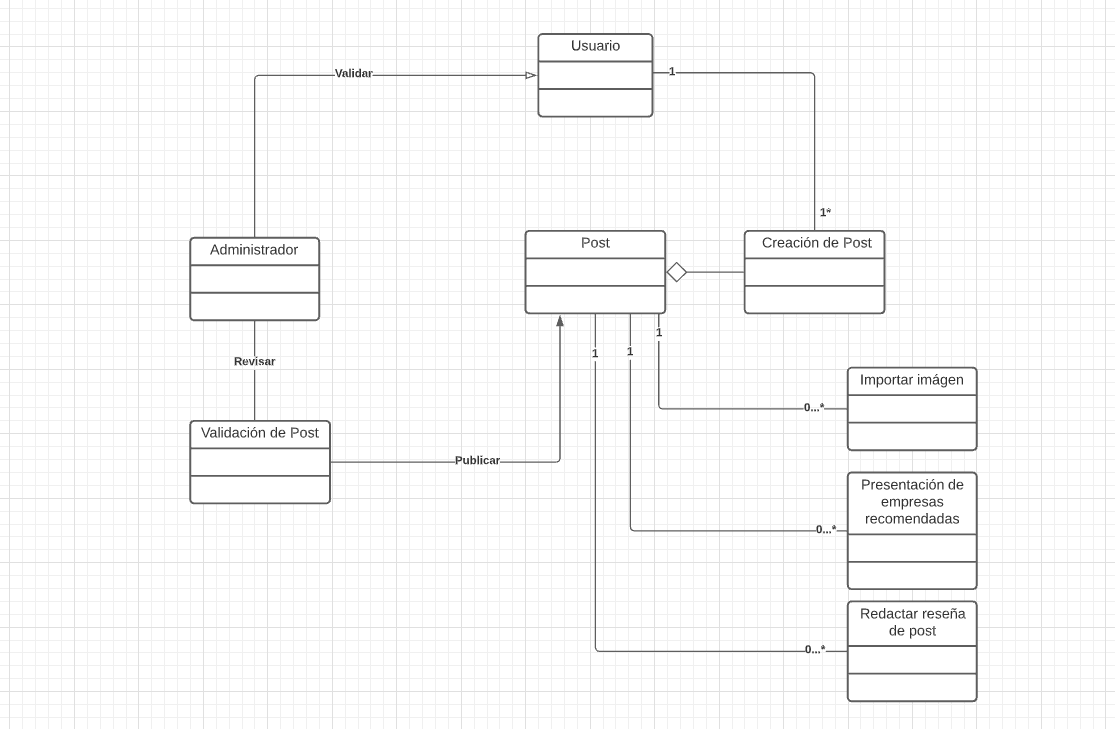 Usuario
Validar
1
1*
Administrador
Post
Creación de Post
1
1
1
Revisar
Importar imágen
0...*
Validación de Post
Publicar
Presentación de
empresas
recomendadas
0...*
Redactar reseña
de post
0...*